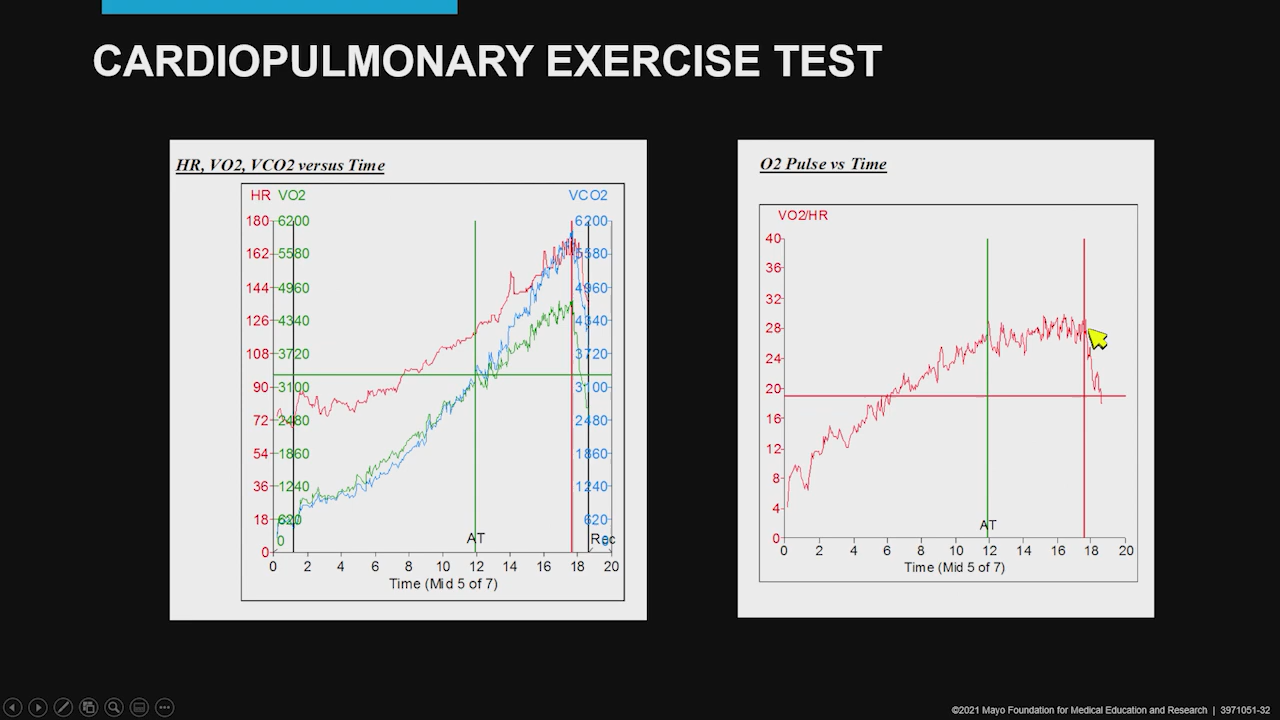 CARDIOPULMONARY EXERCISE TEST
HR, VO2, VCO2 versus Time
HR VO2 VCO2
180 6200 6200
162 5580 5580
144 4960 4960
126 4340 4340
108 3720 3720
90 3100 3100
72 2480 2480
54 1860 1860
36 1240 1240
18 620 620
0 0 AT Rec 0
0 2 4 6 8 10 12 14 16 18 20
Time (Mid 5 of 7)
O2 Pulse vs Time
VO2/HR
40
36
32
28
24
20
16
12
8
4
0
AT
0 2 4 6 8 10 12 14 16 18 20
Time (Mid 5 of 7)
©2021 Mayo Foundation for Medical Education and Research | 3971051-32